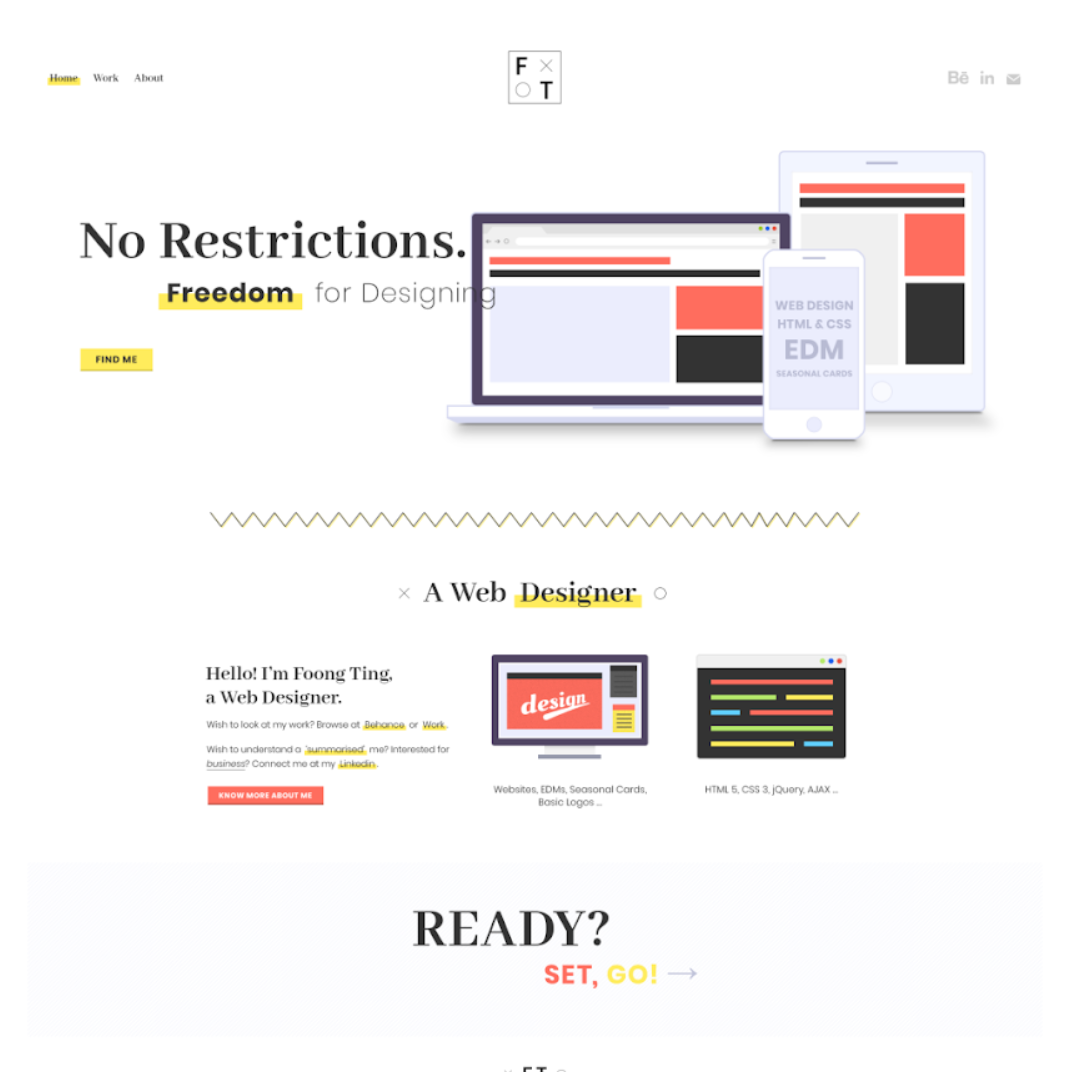 Home Work About
F ×
○ T
Bē in
No Restrictions.
Freedom for Designing
FIND ME
WEB DESIGN
HTML & CSS
EDM
SEASONAL CARDS
× A Web Designer ○
Hello! I'm Foong Ting,
a Web Designer.
Wish to look at my work? Browse at Behance or Work.
Wish to understand a 'summarised' me? Interested for
business? Connect me at my Linkedin.
KNOW MORE ABOUT ME
design
Websites, EDMs, Seasonal Cards,
Basic Logos ...
HTML 5, CSS 3, jQuery, AJAX ...
READY?
SET, GO! →